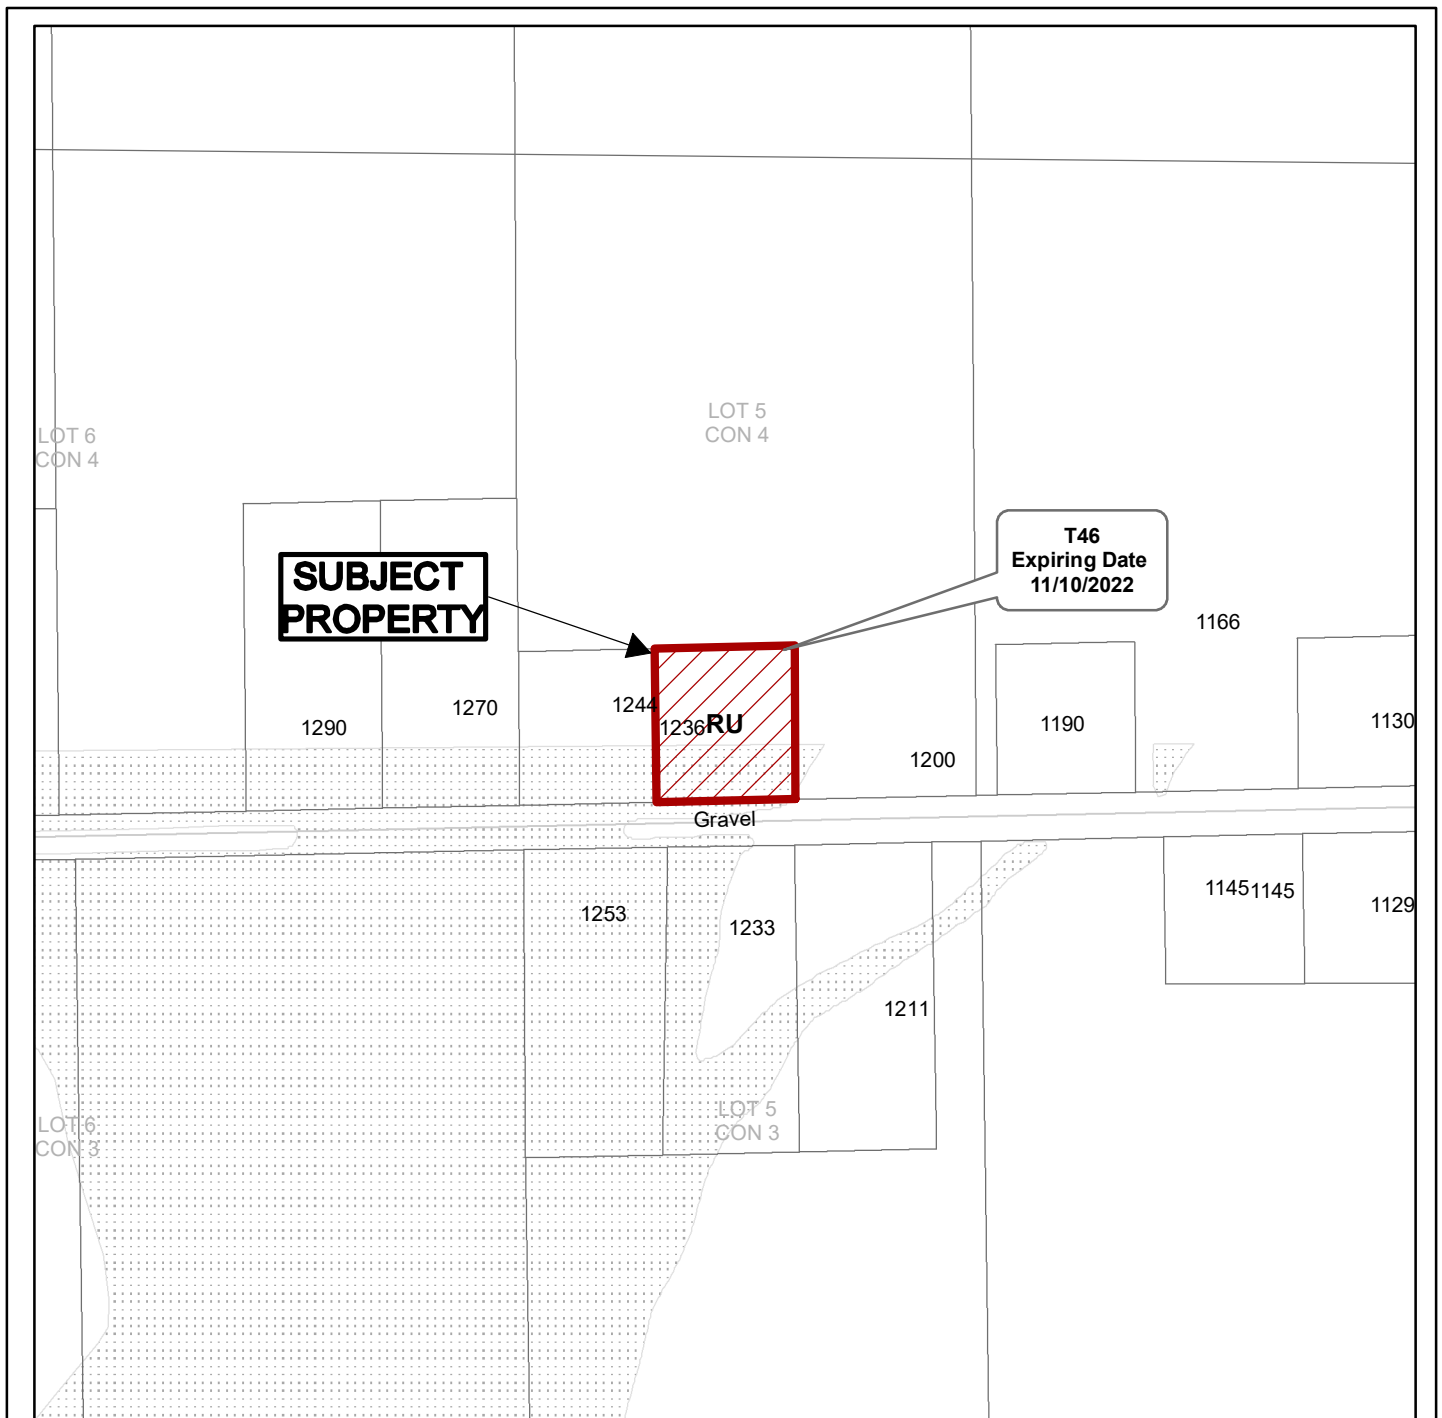 LOT 5
CON 4
LOT 6
CON 4
T46
Expiring Date
11/10/2022
SUBJECT
PROPERTY
1166
1244
1270
1236
RU
1290
1190
1130
1200
Gravel
1253
1233
1145
1145
1129
1211
LOT 5
CON 3
LOT 6
CON 3